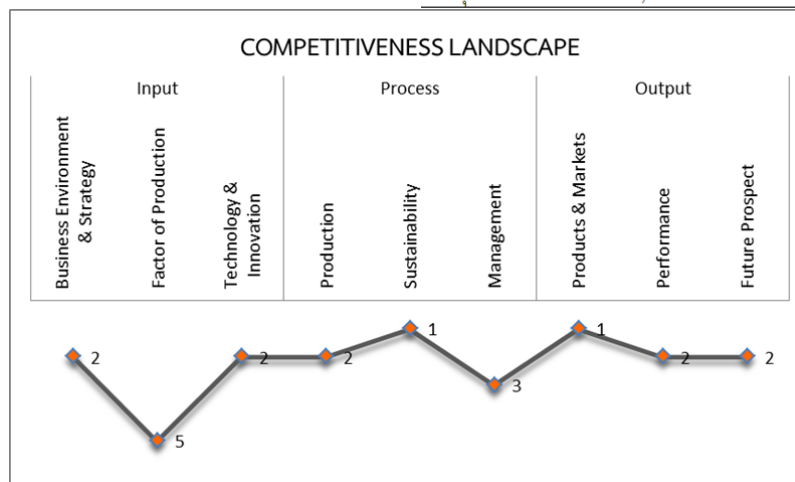 COMPETITIVENESS LANDSCAPE
Input
Process
Output
Business Environment
& Strategy
Factor of Production
Technology &
Innovation
Production
Sustainability
Management
Products & Markets
Performance
Future Prospect
2
5
2
2
1
3
1
2
2